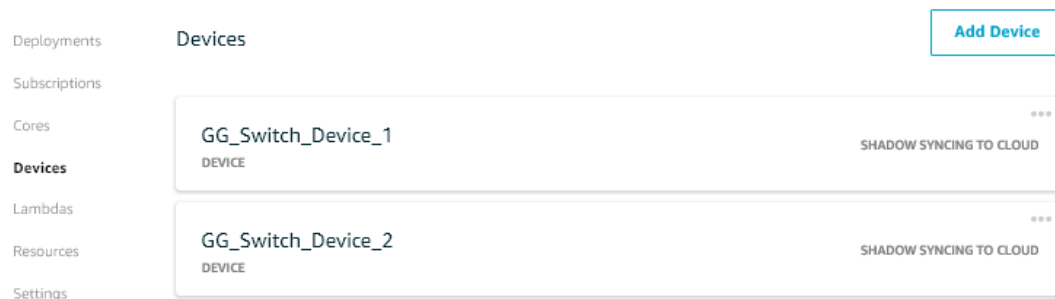 Deployments
Subscriptions
Cores
Devices
Lambdas
Resources
Settings
Devices
Add Device
GG_Switch_Device_1
DEVICE
SHADOW SYNCING TO CLOUD
GG_Switch_Device_2
DEVICE
SHADOW SYNCING TO CLOUD